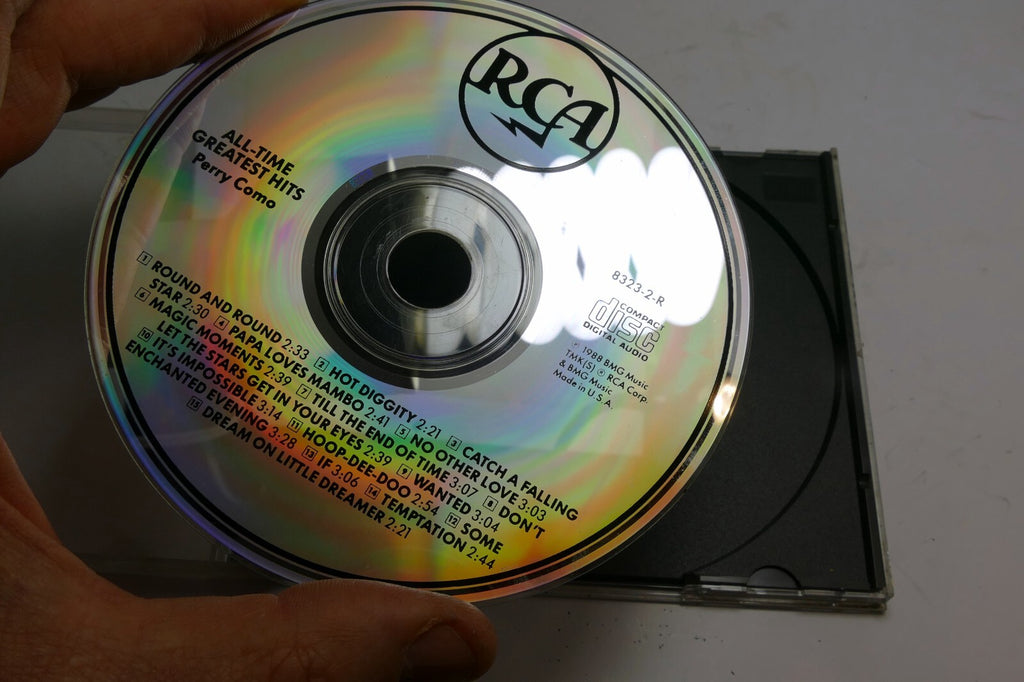 RCA
ALL-TIME
GREATEST HITS
Perry Como
8323-2-R
COMPACT
disc
DIGITAL AUDIO
℗ 1988 BMG Music
TMK(S) ® RCA Corp.
& BMG Music
Made in U.S.A.
1 ROUND AND ROUND 2:33 2 HOT DIGGITY 2:21 3 CATCH A FALLING
STAR 2:30 4 PAPA LOVES MAMBO 2:41 5 NO OTHER LOVE 3:03
6 MAGIC MOMENTS 2:39 7 TILL THE END OF TIME 3:07 8 DON'T
LET THE STARS GET IN YOUR EYES 2:39 9 WANTED 3:04
10 IT'S IMPOSSIBLE 3:14 11 HOOP-DEE-DOO 2:54 12 SOME
ENCHANTED EVENING 3:28 13 IF 3:06 14 TEMPTATION 2:44
15 DREAM ON LITTLE DREAMER 2:21